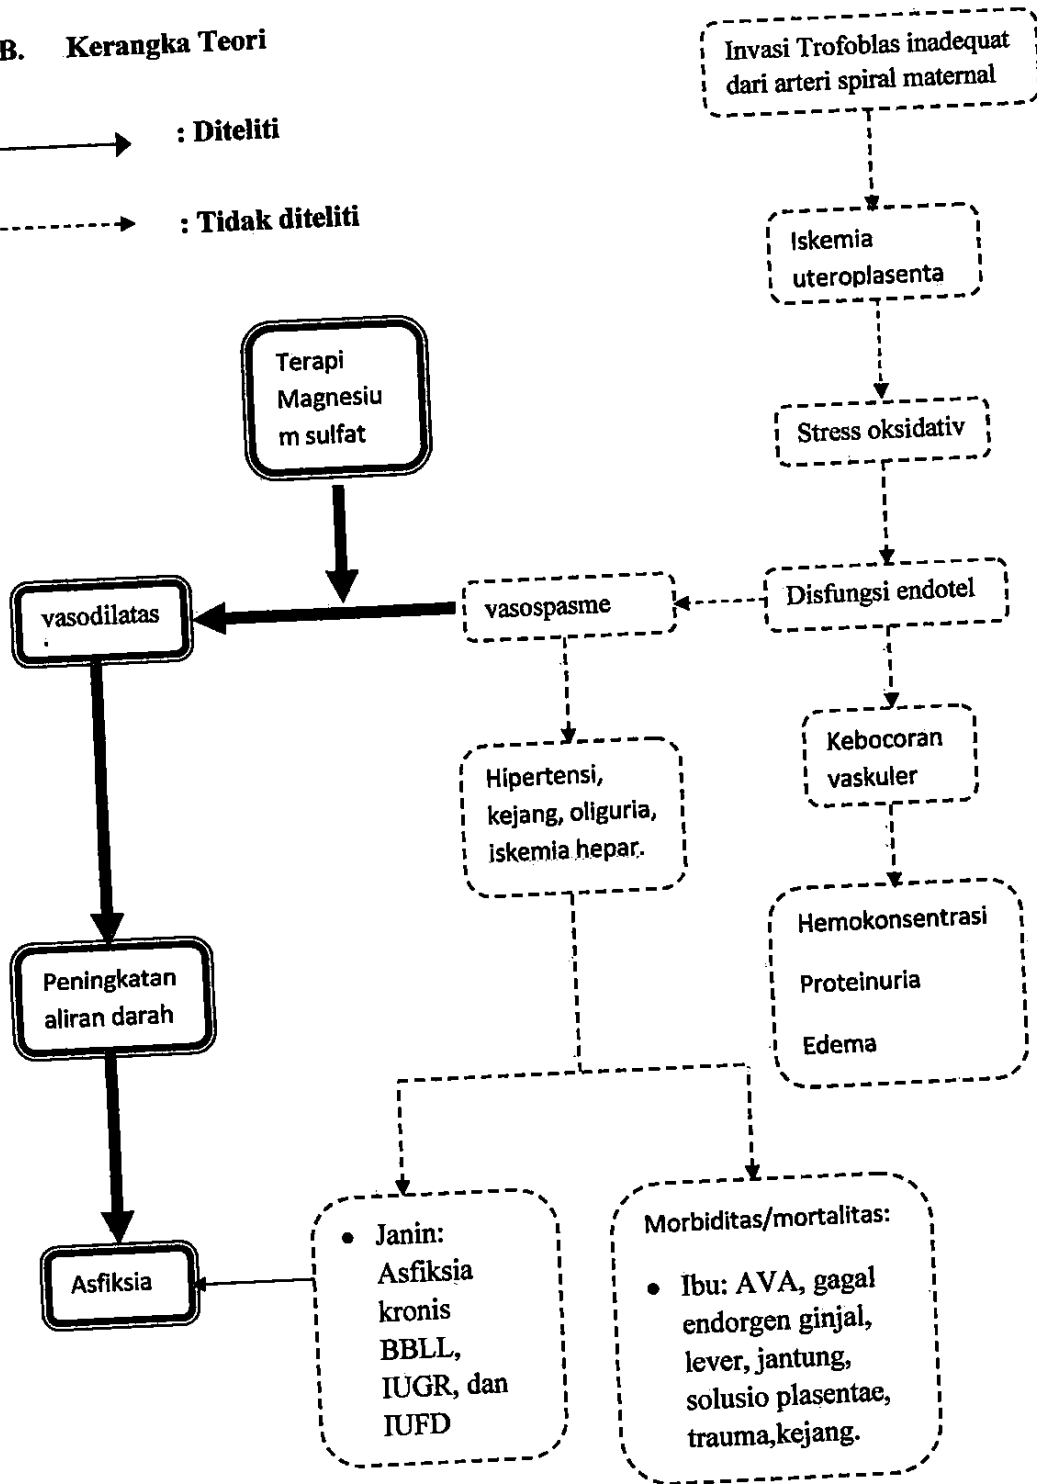 B. Kerangka Teori
: Diteliti
: Tidak diteliti
Invasi Trofoblas inadequat
dari arteri spiral maternal
Iskemia
uteroplasenta
Stress oksidativ
Disfungsi endotel
vasospasme
Terapi
Magnesiu
m sulfat
vasodilatas
i
Kebocoran
vaskuler
Hipertensi,
kejang, oliguria,
iskemia hepar.
Hemokonsentrasi
Proteinuria
Edema
Peningkatan
aliran darah
Asfiksia
• Janin:
Asfiksia
kronis
BBLL,
IUGR, dan
IUFD
Morbiditas/mortalitas:
• Ibu: AVA, gagal
endorgen ginjal,
lever, jantung,
solusio plasentae,
trauma,kejang.